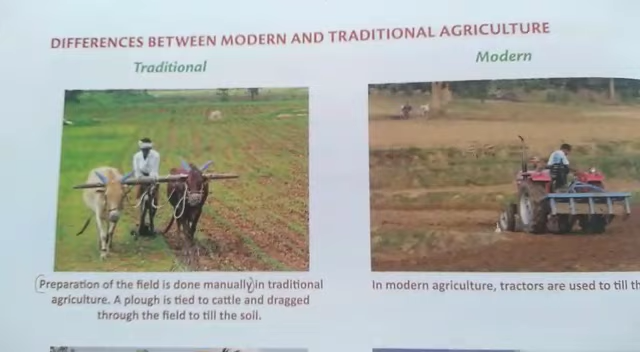 DIFFERENCES BETWEEN MODERN AND TRADITIONAL AGRICULTURE
Traditional
Modern
Preparation of the field is done manually in traditional
agriculture. A plough is tied to cattle and dragged
through the field to till the soil.
In modern agriculture, tractors are used to till